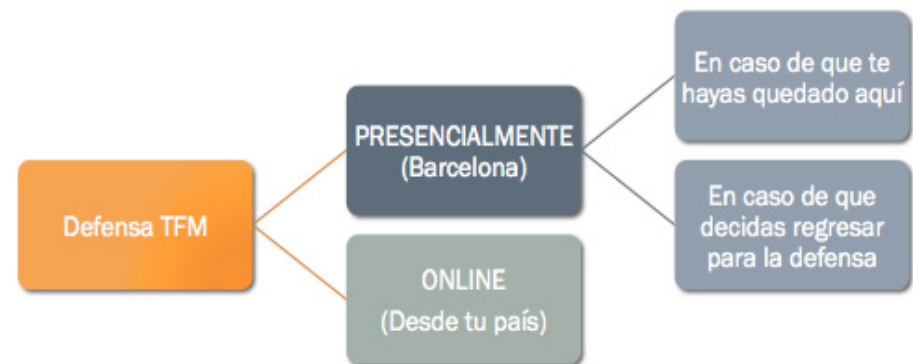 Defensa TFM
PRESENCIALMENTE
(Barcelona)
ONLINE
(Desde tu país)
En caso de que te
hayas quedado aquí
En caso de que
decidas regresar
para la defensa